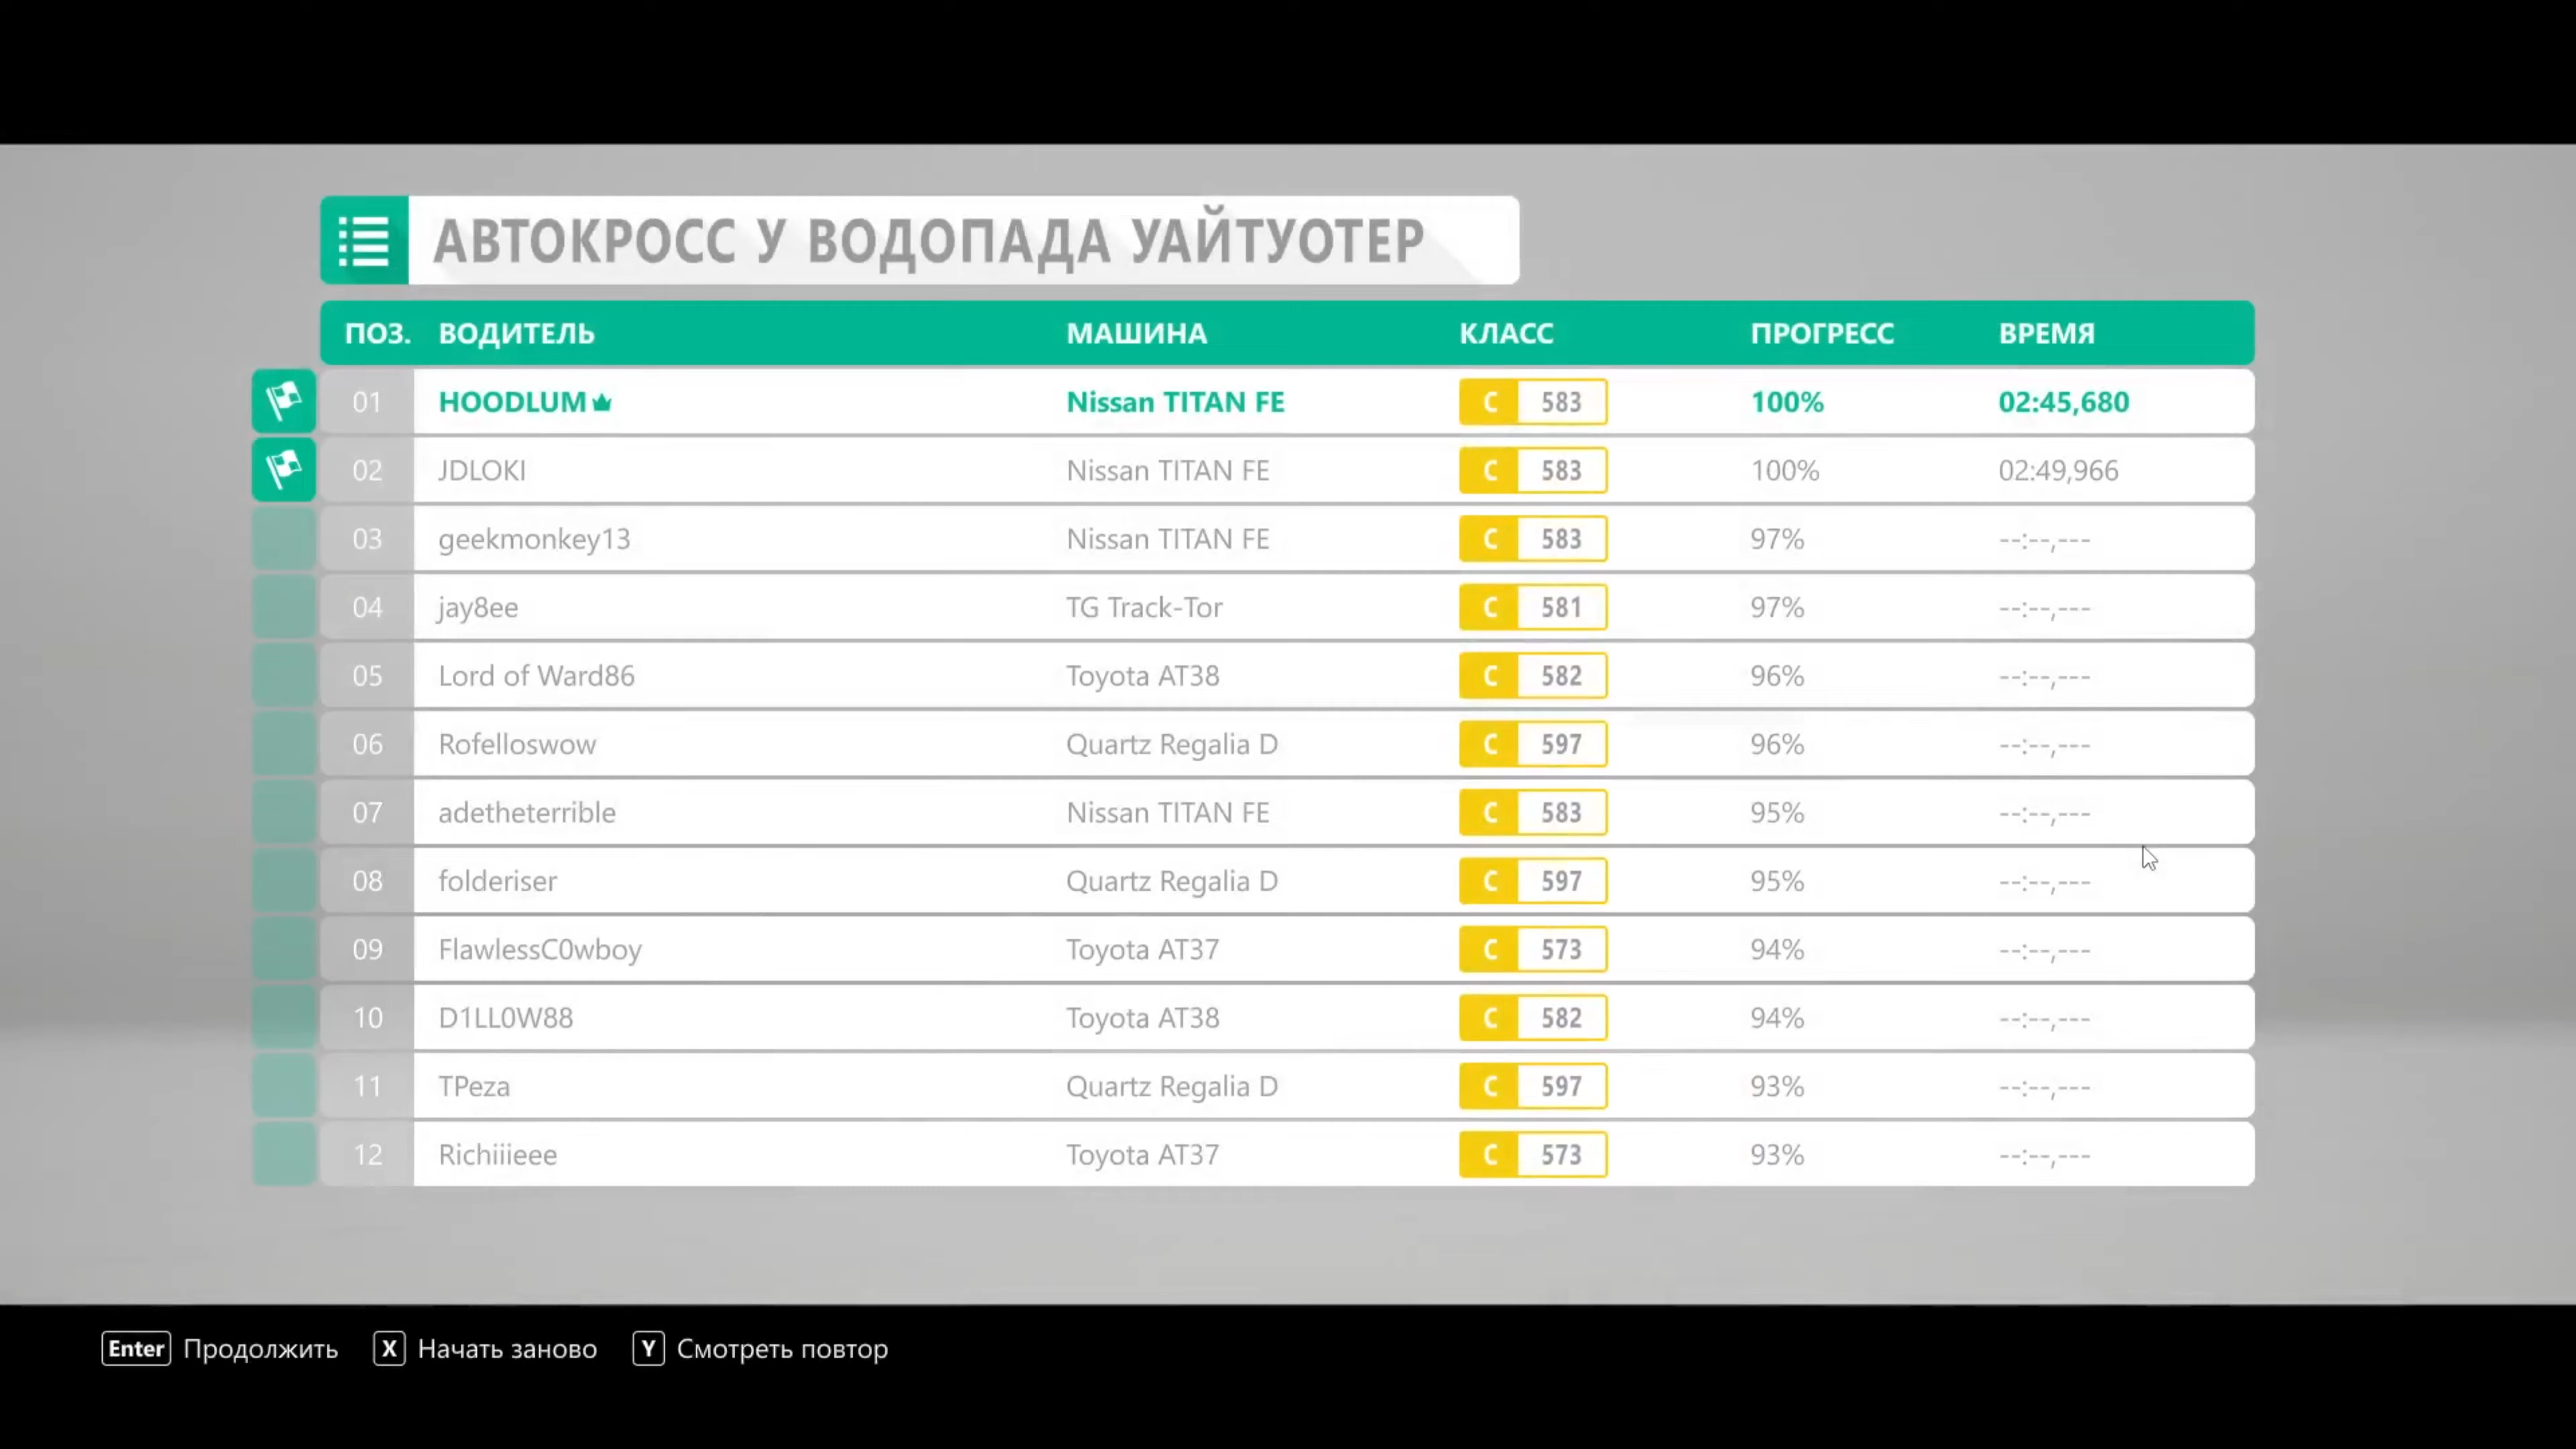 АВТОКРОСС У ВОДОПАДА УАЙТУОТЕР
ПОЗ. ВОДИТЕЛЬ МАШИНА КЛАСС ПРОГРЕСС ВРЕМЯ
01 HOODLUM Nissan TITAN FE C 583 100% 02:45,680
02 JDLOKI Nissan TITAN FE C 583 100% 02:49,966
03 geekmonkey13 Nissan TITAN FE C 583 97% --:--,---
04 jay8ee TG Track-Tor C 581 97% --:--,---
05 Lord of Ward86 Toyota AT38 C 582 96% --:--,---
06 Rofelloswow Quartz Regalia D C 597 96% --:--,---
07 adetheterrible Nissan TITAN FE C 583 95% --:--,---
08 folderiser Quartz Regalia D C 597 95% --:--,---
09 FlawlessC0wboy Toyota AT37 C 573 94% --:--,---
10 D1LL0W88 Toyota AT38 C 582 94% --:--,---
11 TPeza Quartz Regalia D C 597 93% --:--,---
12 Richiiieee Toyota AT37 C 573 93% --:--,---
Enter Продолжить X Начать заново Y Смотреть повтор